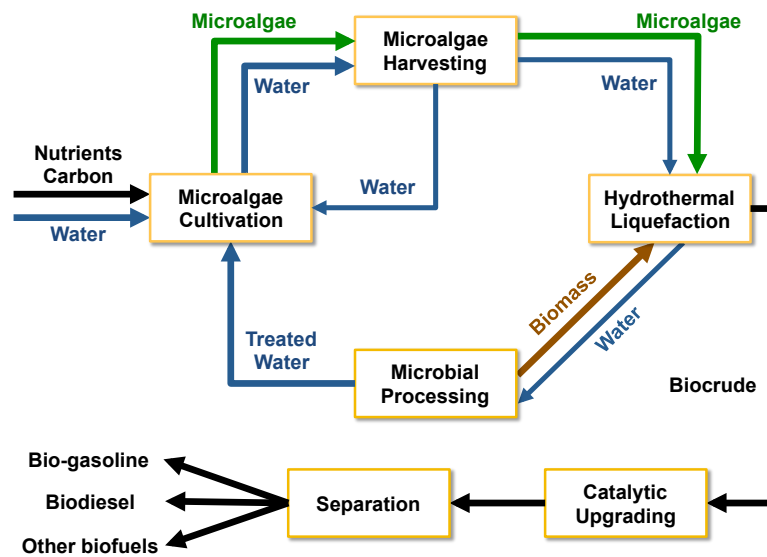 Microalgae
Microalgae
Harvesting
Microalgae
Water
Water
Nutrients
Carbon
Water
Microalgae
Cultivation
Water
Hydrothermal
Liquefaction
Biomass
Water
Treated
Water
Microbial
Processing
Biocrude
Bio-gasoline
Biodiesel
Other biofuels
Separation
Catalytic
Upgrading